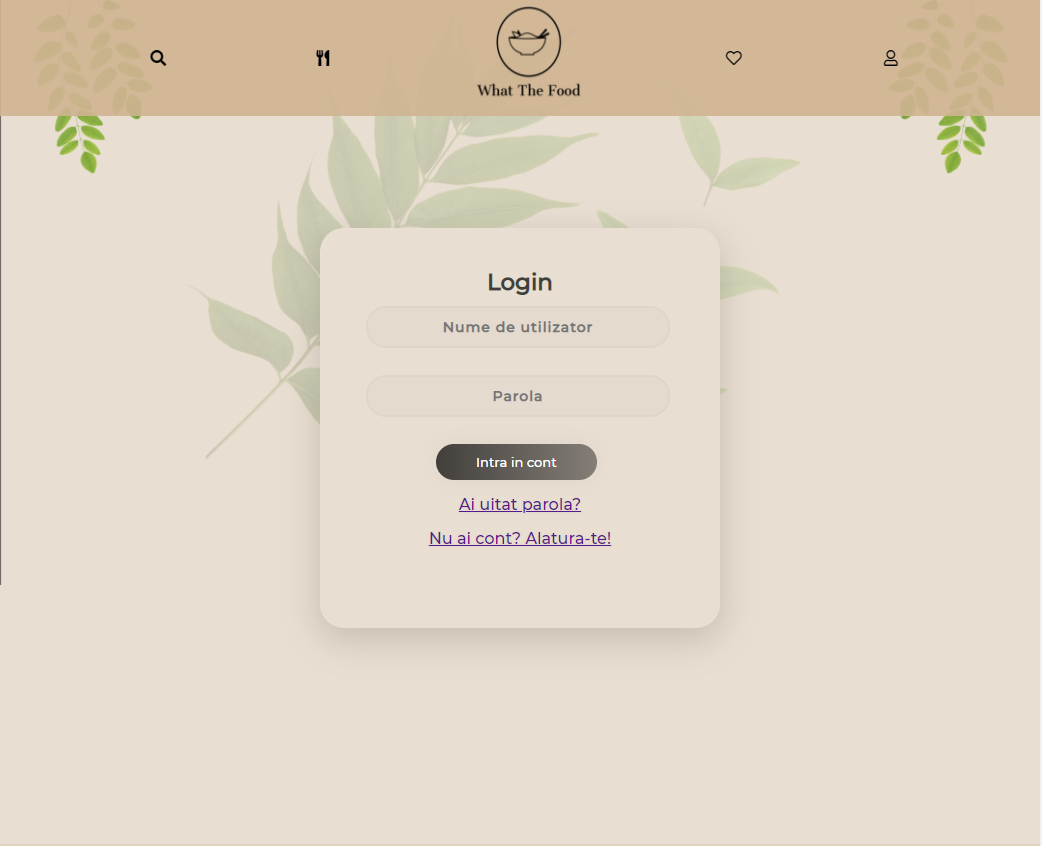 What The Food
Login
Nume de utilizator
Parola
Intra in cont
Ai uitat parola?
Nu ai cont? Alatura-te!